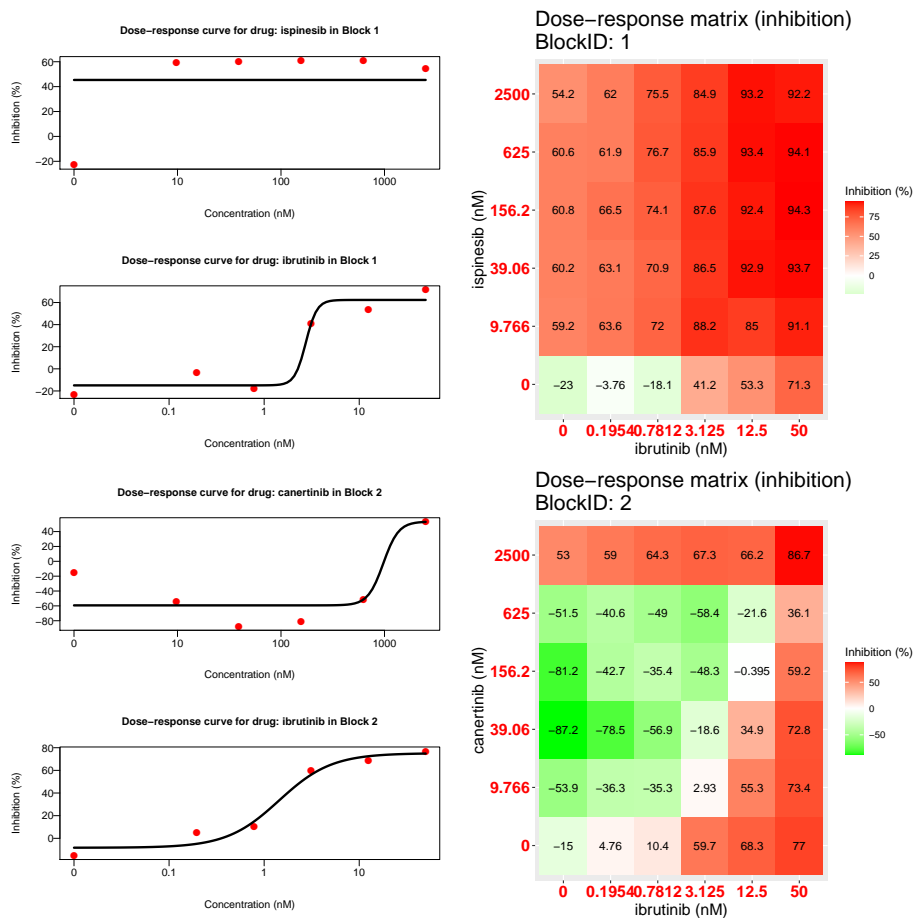 Dose−response curve for drug: ispinesib in Block 1
Inhibition (%)
60
40
20
0
−20
0 10 100 1000
Concentration (nM)
Dose−response curve for drug: ibrutinib in Block 1
Inhibition (%)
60
40
20
0
−20
0 0.1 1 10
Concentration (nM)
Dose−response matrix (inhibition)
BlockID: 1
ispinesib (nM)
2500 54.2 62 75.5 84.9 93.2 92.2
625 60.6 61.9 76.7 85.9 93.4 94.1
156.2 60.8 66.5 74.1 87.6 92.4 94.3
39.06 60.2 63.1 70.9 86.5 92.9 93.7
9.766 59.2 63.6 72 88.2 85 91.1
0 −23 −3.76 −18.1 41.2 53.3 71.3
0 0.1954 0.7812 3.125 12.5 50
ibrutinib (nM)
Inhibition (%)
75
50
25
0
Dose−response curve for drug: canertinib in Block 2
Inhibition (%)
40
20
0
−20
−40
−60
−80
0 10 100 1000
Concentration (nM)
Dose−response curve for drug: ibrutinib in Block 2
Inhibition (%)
80
60
40
20
0
0 0.1 1 10
Concentration (nM)
Dose−response matrix (inhibition)
BlockID: 2
canertinib (nM)
2500 53 59 64.3 67.3 66.2 86.7
625 −51.5 −40.6 −49 −58.4 −21.6 36.1
156.2 −81.2 −42.7 −35.4 −48.3 −0.395 59.2
39.06 −87.2 −78.5 −56.9 −18.6 34.9 72.8
9.766 −53.9 −36.3 −35.3 2.93 55.3 73.4
0 −15 4.76 10.4 59.7 68.3 77
0 0.1954 0.7812 3.125 12.5 50
ibrutinib (nM)
Inhibition (%)
50
0
−50